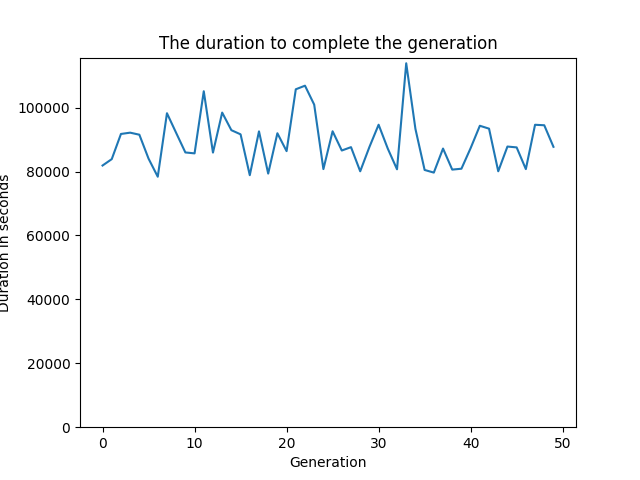 The duration to complete the generation
Duration in seconds
100000
80000
60000
40000
20000
0
0 10 20 30 40 50
Generation